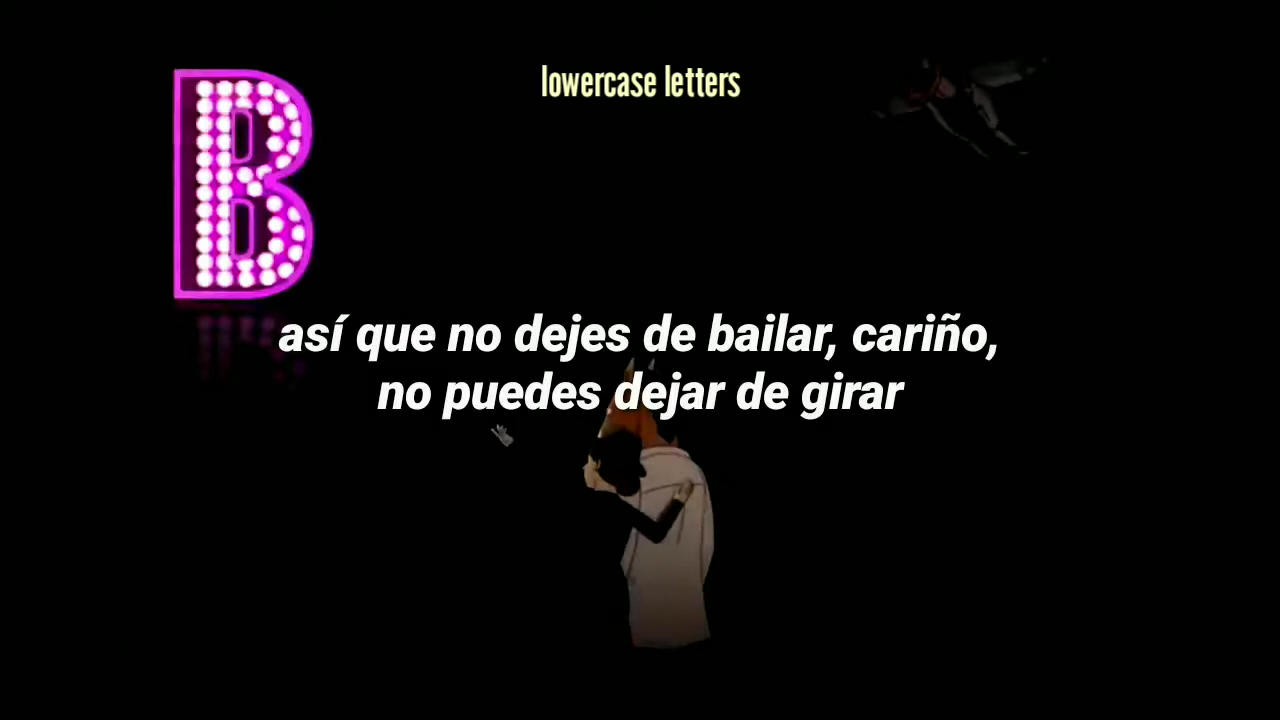 B
lowercase letters
así que no dejes de bailar, cariño,
no puedes dejar de girar